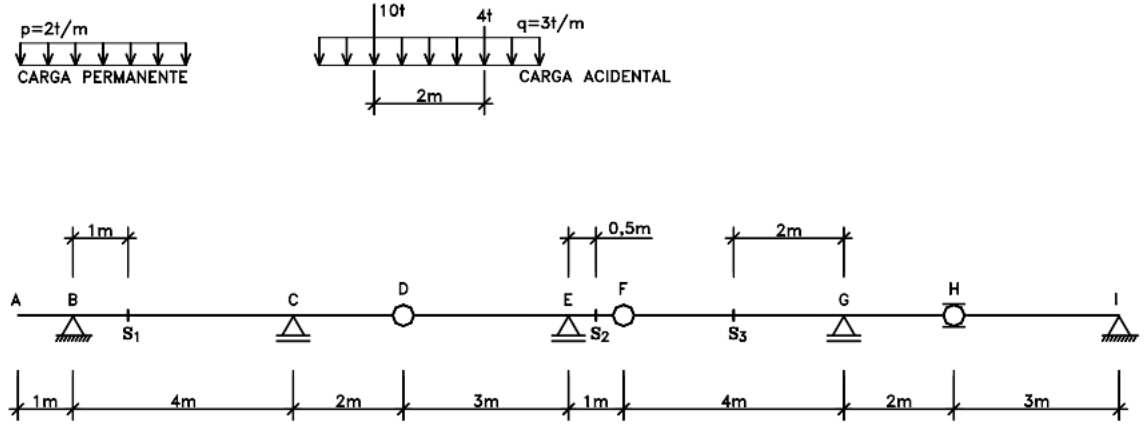 10t
4t
p=2t/m
q=3t/m
CARGA PERMANENTE
CARGA ACIDENTAL
2m
1m
0,5m
2m
A B C D E F G H I
S1 S2 S3
1m 4m 2m 3m 1m 4m 2m 3m